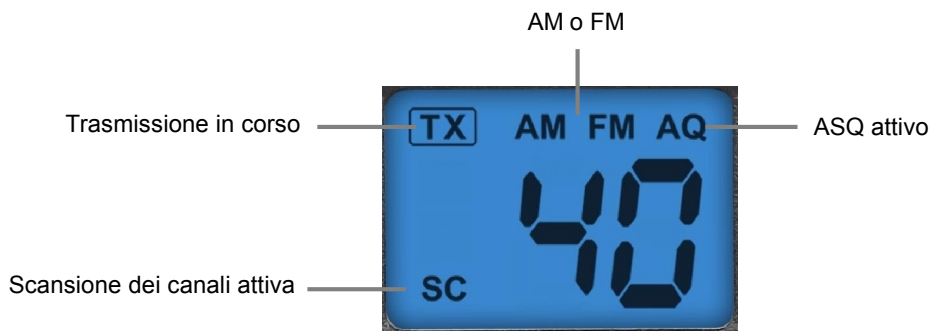 AM o FM
Trasmissione in corso
TX AM FM AQ
ASQ attivo
40
Scansione dei canali attiva
SC